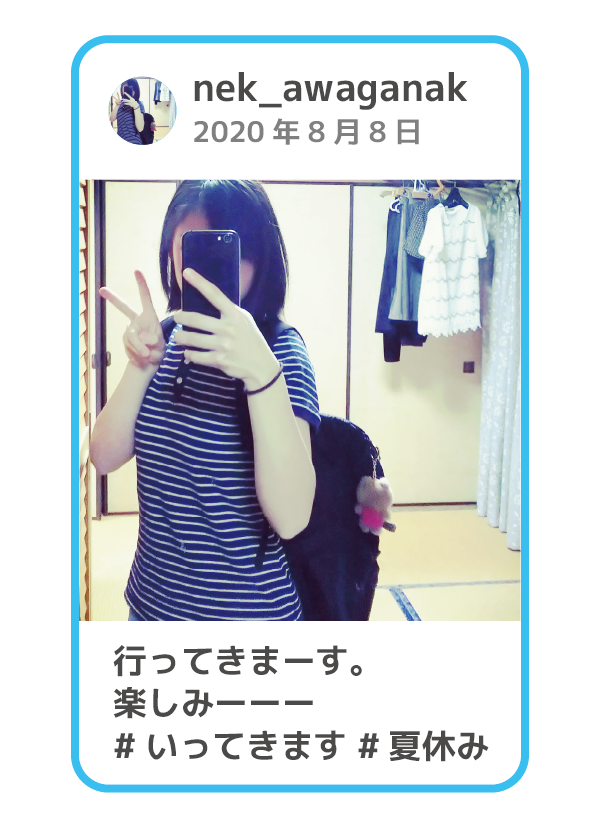 nek_awaganak
2020年8月8日
行ってきまーす。
楽しみーーー
# いってきます # 夏休み